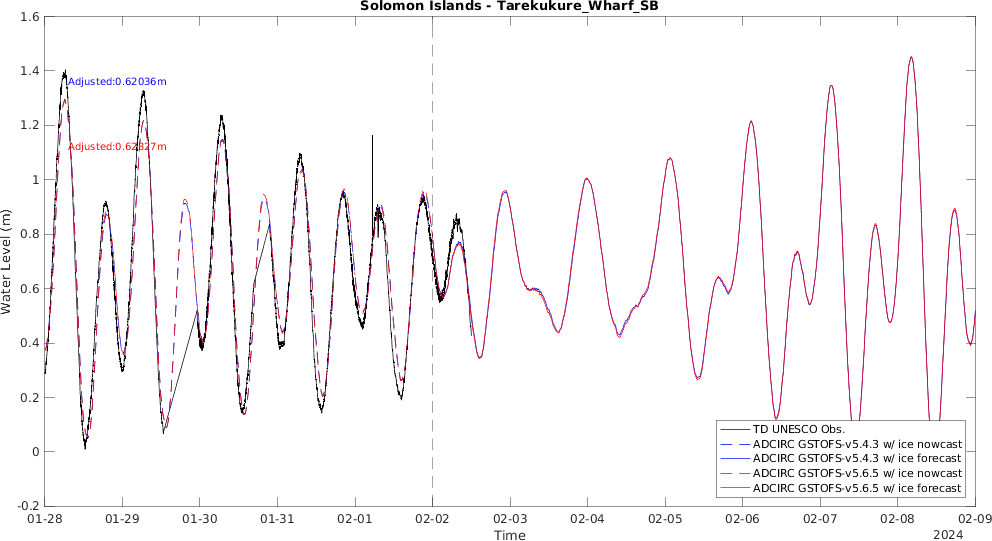 Solomon Islands - Tarekukure_Wharf_SB
1.6
1.4
1.2
1
0.8
0.6
0.4
0.2
0
-0.2
Water Level (m)
Adjusted:0.62036m
Adjusted:0.62327m
TD UNESCO Obs.
ADCIRC GSTOFS-v5.4.3 w/ ice nowcast
ADCIRC GSTOFS-v5.4.3 w/ ice forecast
ADCIRC GSTOFS-v5.6.5 w/ ice nowcast
ADCIRC GSTOFS-v5.6.5 w/ ice forecast
01-28 01-29 01-30 01-31 02-01 02-02 02-03 02-04 02-05 02-06 02-07 02-08 02-09
Time
2024